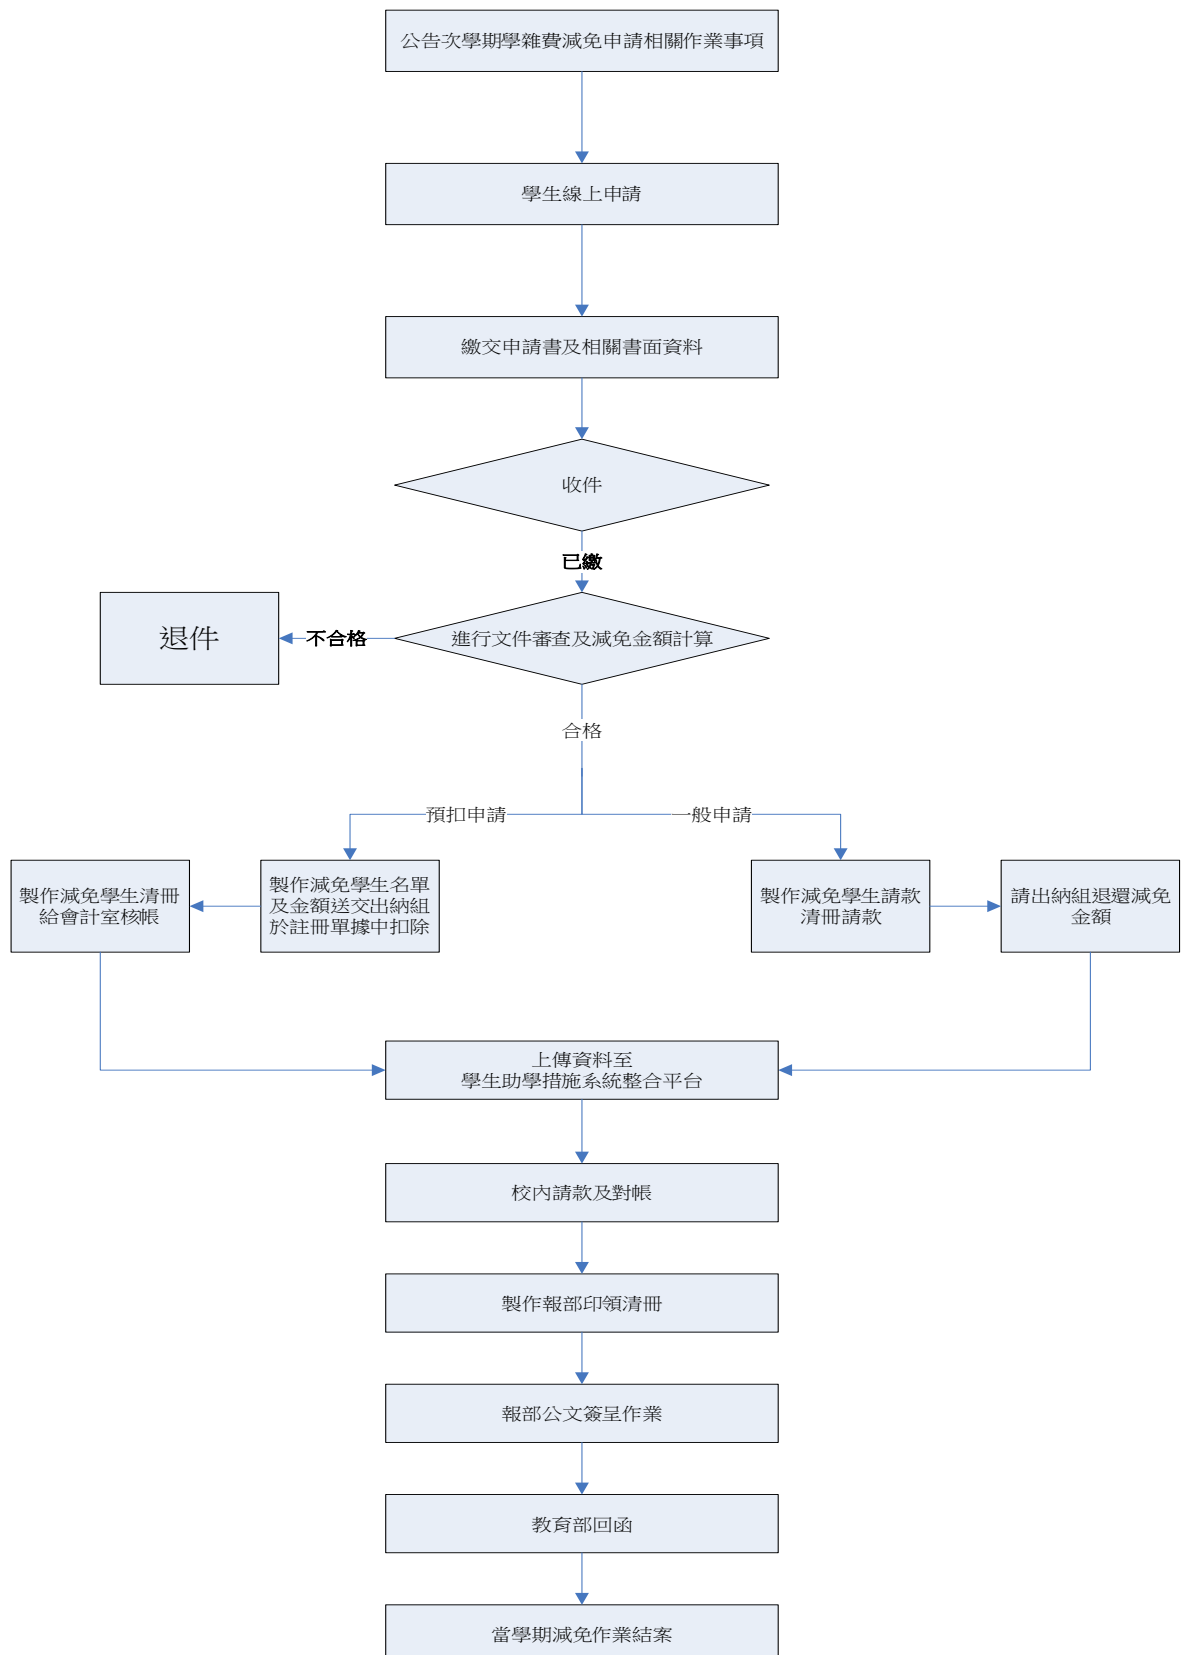 公告次學期學雜費減免申請相關作業事項
學生線上申請
繳交申請書及相關書面資料
收件
已繳
退件
不合格
進行文件審查及減免金額計算
合格
預扣申請
一般申請
製作減免學生清冊
給會計室核帳
製作減免學生名單
及金額送交出納組
於註冊單據中扣除
製作減免學生請款
清冊請款
請出納組退還減免
金額
上傳資料至
學生助學措施系統整合平台
校內請款及對帳
製作報部印領清冊
報部公文簽呈作業
教育部回函
當學期減免作業結案